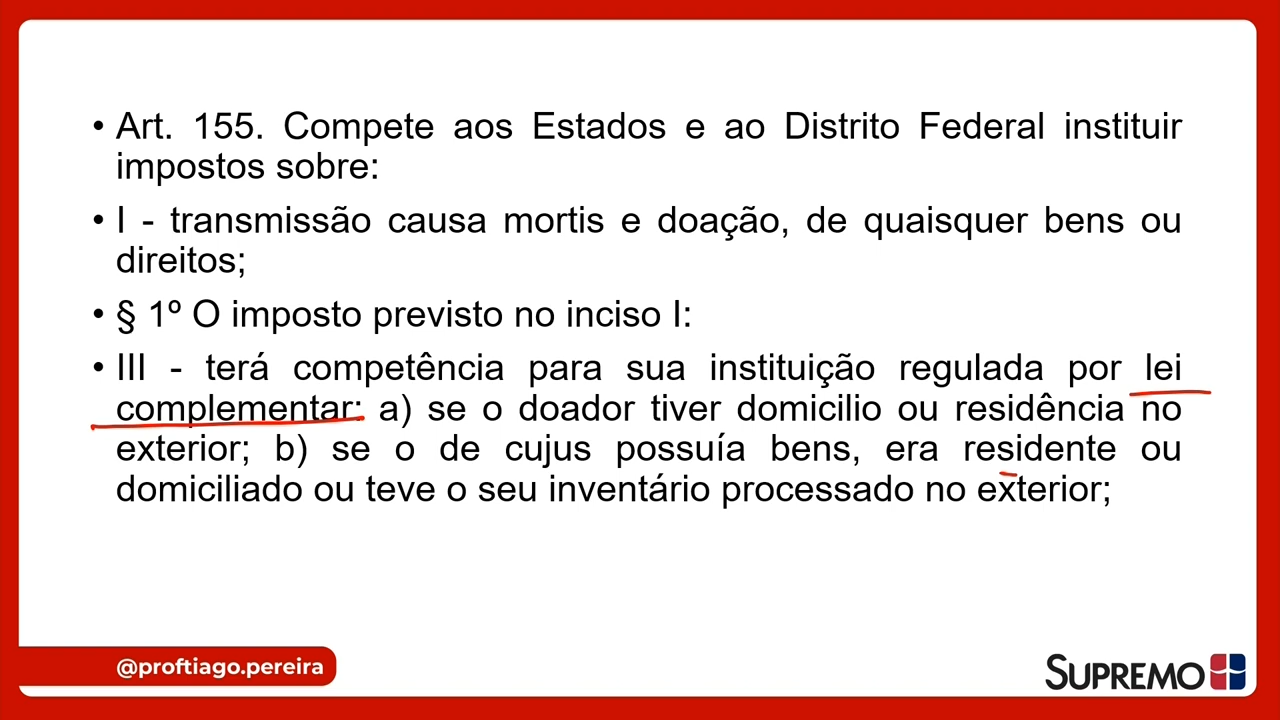 • Art. 155. Compete aos Estados e ao Distrito Federal instituir
impostos sobre:
• I - transmissão causa mortis e doação, de quaisquer bens ou
direitos;
• § 1º O imposto previsto no inciso I:
• III - terá competência para sua instituição regulada por lei
complementar: a) se o doador tiver domicilio ou residência no
exterior; b) se o de cujus possuía bens, era residente ou
domiciliado ou teve o seu inventário processado no exterior;
@proftiago.pereira
SUPREMO